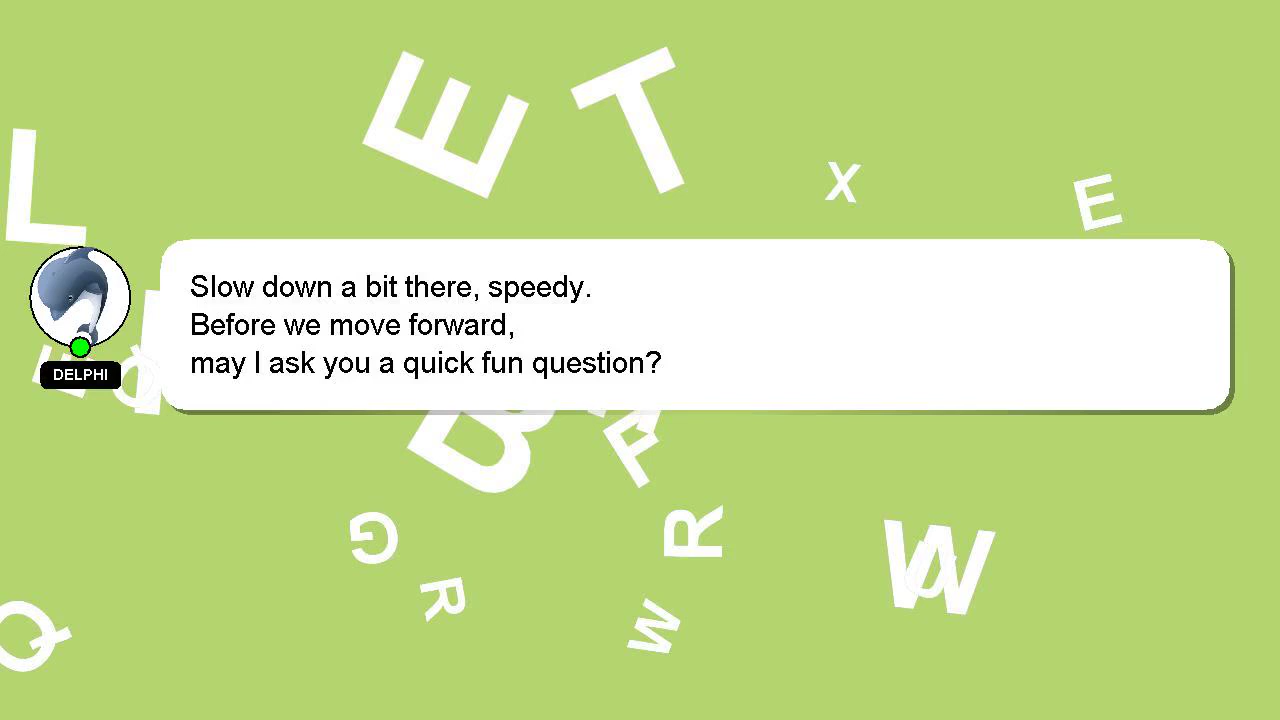 E
T
L
X
E
Slow down a bit there, speedy.
Before we move forward,
may I ask you a quick fun question?
DELPHI
E
Q
B
P
G
R
W
U
R
W
Q